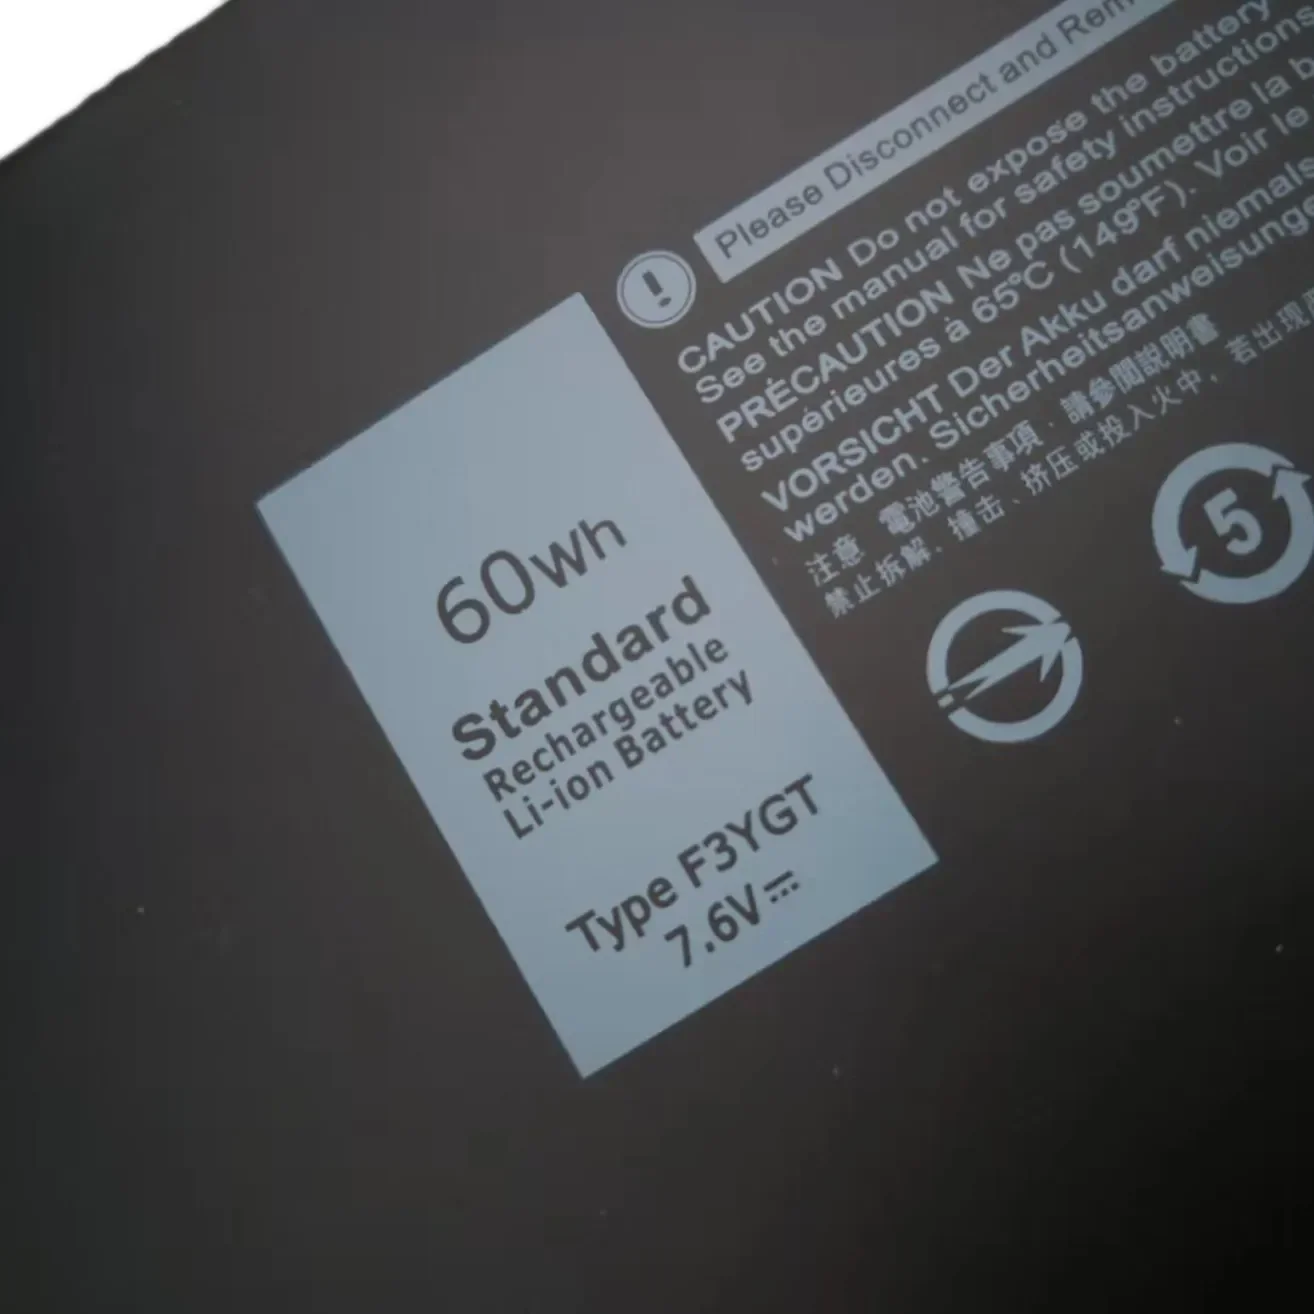 60wh
Standard
Rechargeable
Li-ion Battery
Type F3YGT
7.6V⎓
Please Disconnect and Rem
CAUTION Do not expose the battery
See the manual for safety instructions
PRÉCAUTION Ne pas soumettre la b
supérieures à 65ºC (149ºF). Voir le
VORSICHT Der Akku darf niemals
werden. Sicherheitsanweisunge
注意 電池警告事項，請參閱說明書
禁止拆解、撞击、挤压或投入火中，若出现
5